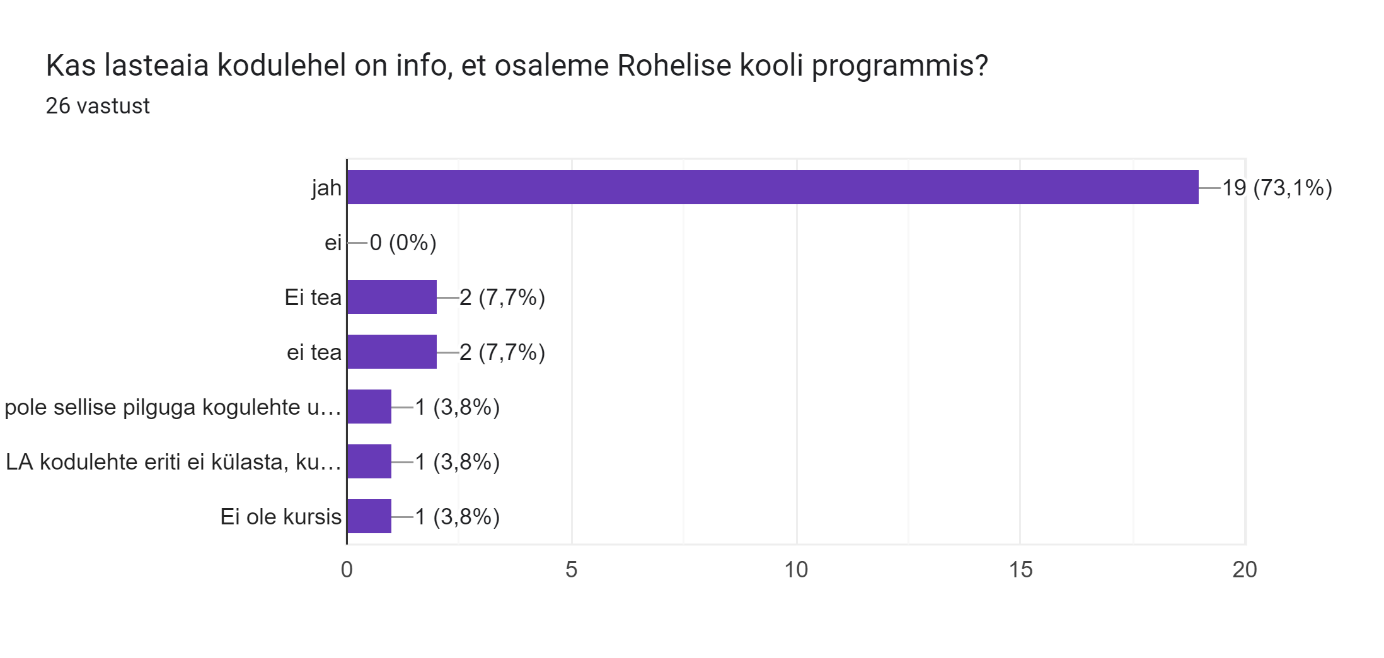 Kas lasteaia kodulehel on info, et osaleme Rohelise kooli programmis?
26 vastust
jah 19 (73,1%)
ei 0 (0%)
Ei tea 2 (7,7%)
ei tea 2 (7,7%)
pole sellise pilguga kogulehte u… 1 (3,8%)
LA kodulehte eriti ei külasta, ku… 1 (3,8%)
Ei ole kursis 1 (3,8%)
0 5 10 15 20